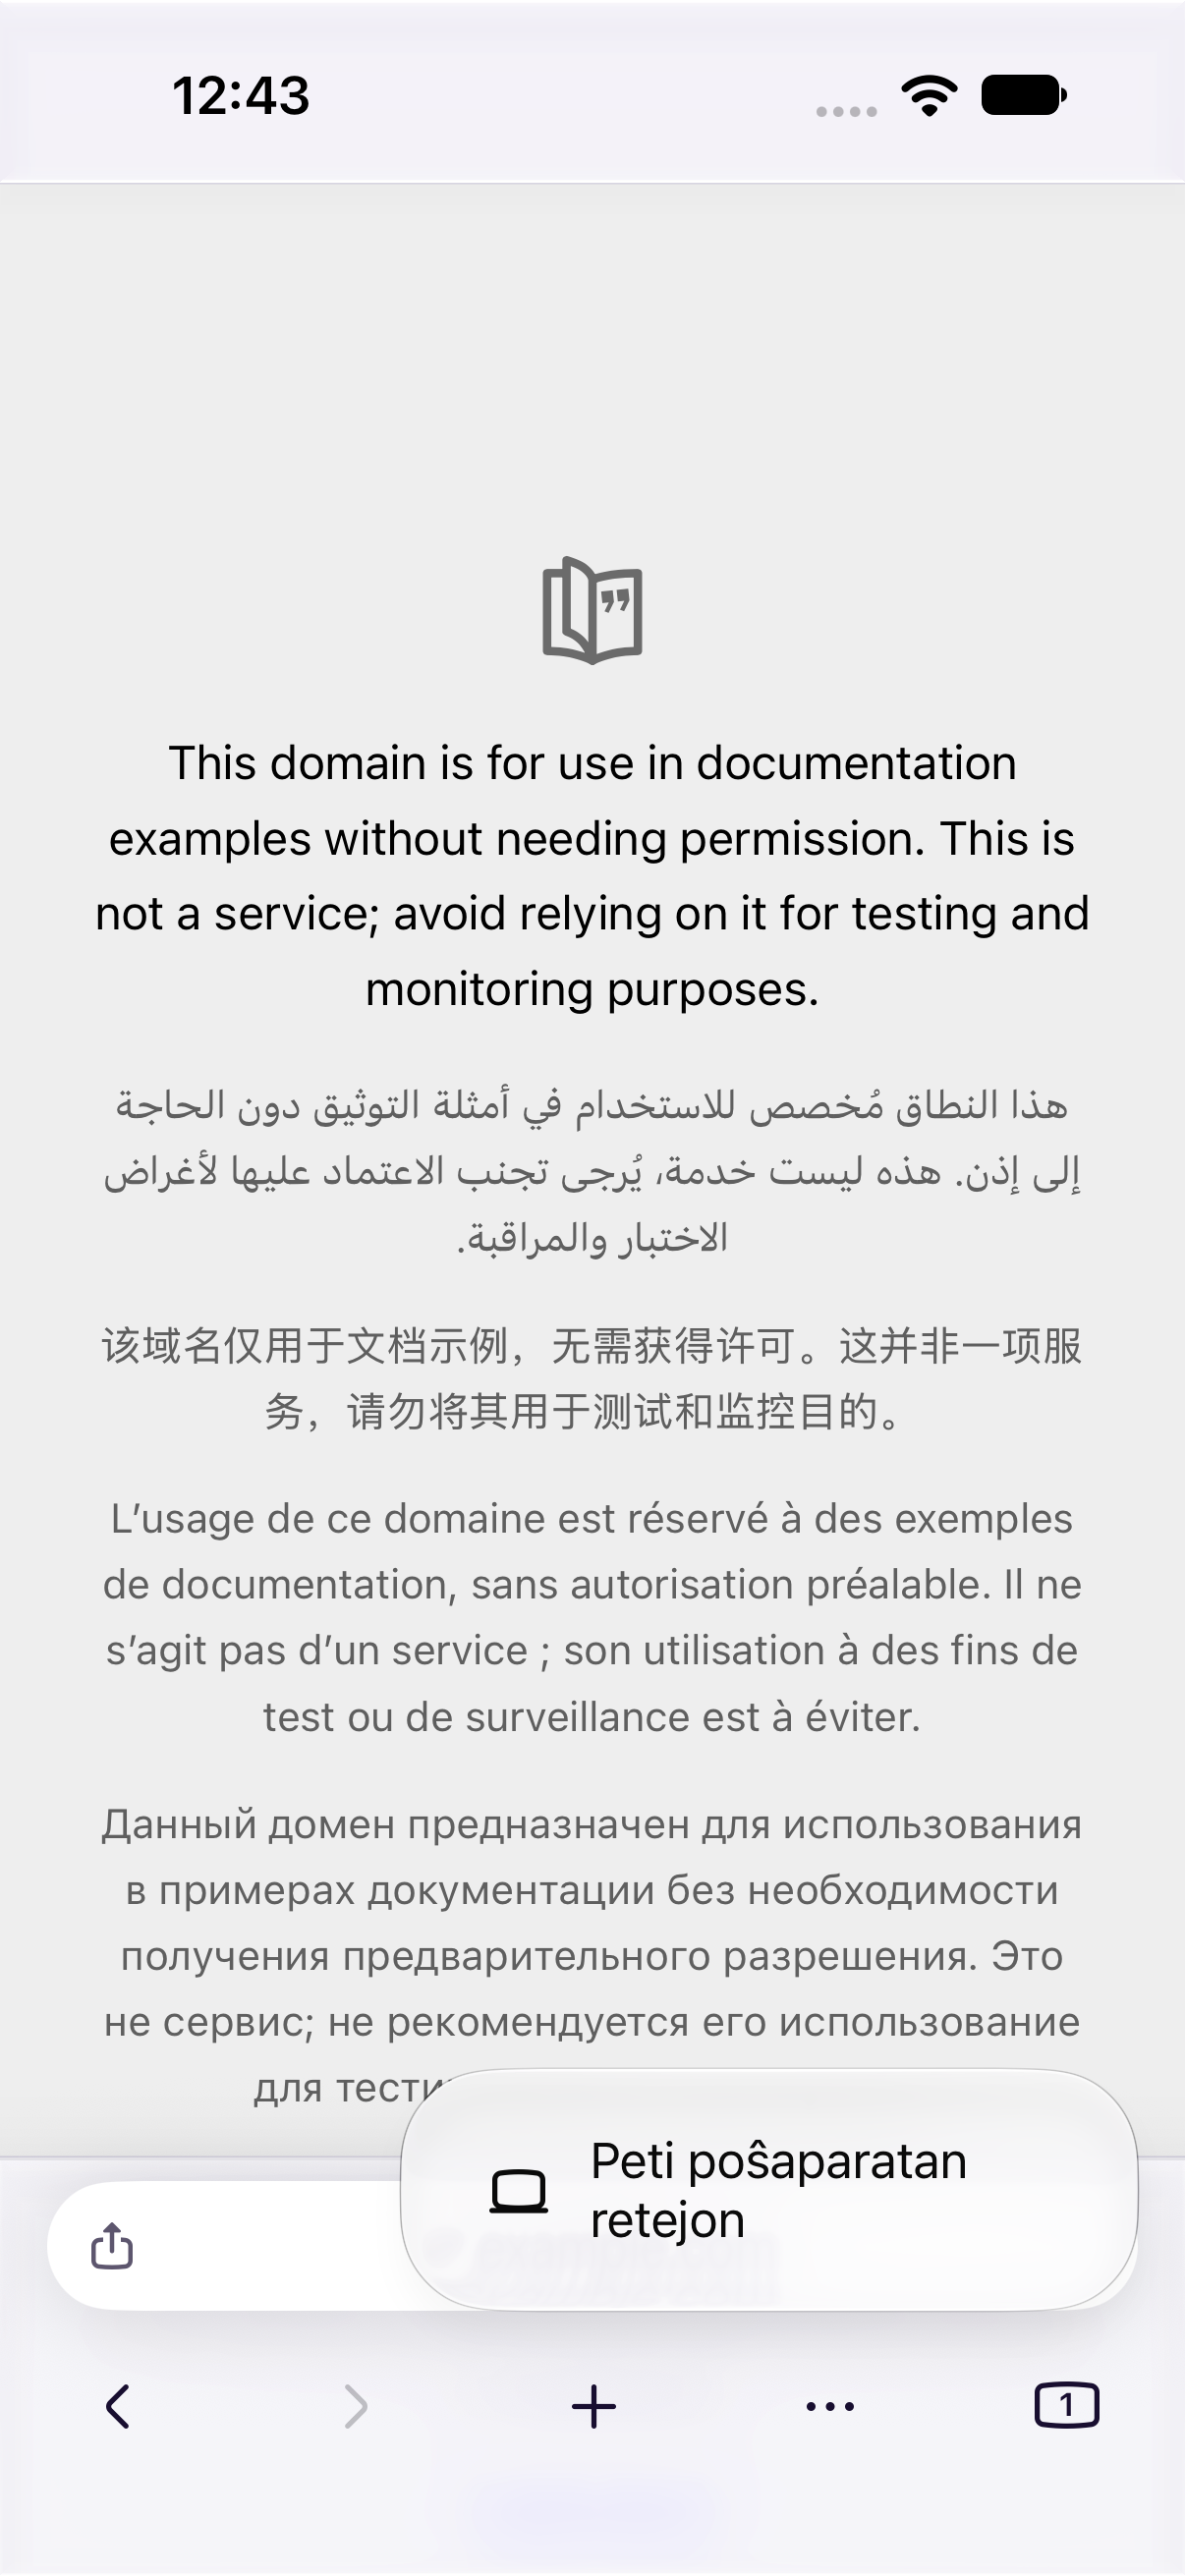 12:43
This domain is for use in documentation
examples without needing permission. This is
not a service; avoid relying on it for testing and
monitoring purposes.
هذا النطاق مُخصص للاستخدام في أمثلة التوثيق دون الحاجة
إلى إذن. هذه ليست خدمة، يُرجى تجنب الاعتماد عليها لأغراض
الاختبار والمراقبة.
该域名仅用于文档示例，无需获得许可。这并非一项服
务，请勿将其用于测试和监控目的。
L’usage de ce domaine est réservé à des exemples
de documentation, sans autorisation préalable. Il ne
s’agit pas d’un service ; son utilisation à des fins de
test ou de surveillance est à éviter.
Данный домен предназначен для использования
в примерах документации без необходимости
получения предварительного разрешения. Это
не сервис; не рекомендуется его использование
для
Peti poŝaparatan
retejon
1